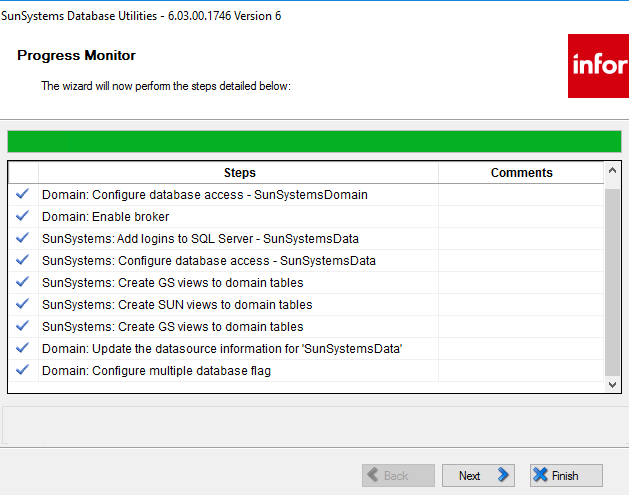 SunSystems Database Utilities - 6.03.00.1746 Version 6
Progress Monitor
The wizard will now perform the steps detailed below:
infor
Steps Comments
Domain: Configure database access - SunSystemsDomain
Domain: Enable broker
SunSystems: Add logins to SQL Server - SunSystemsData
SunSystems: Configure database access - SunSystemsData
SunSystems: Create GS views to domain tables
SunSystems: Create SUN views to domain tables
SunSystems: Create GS views to domain tables
Domain: Update the datasource information for 'SunSystemsData'
Domain: Configure multiple database flag
Back Next Finish